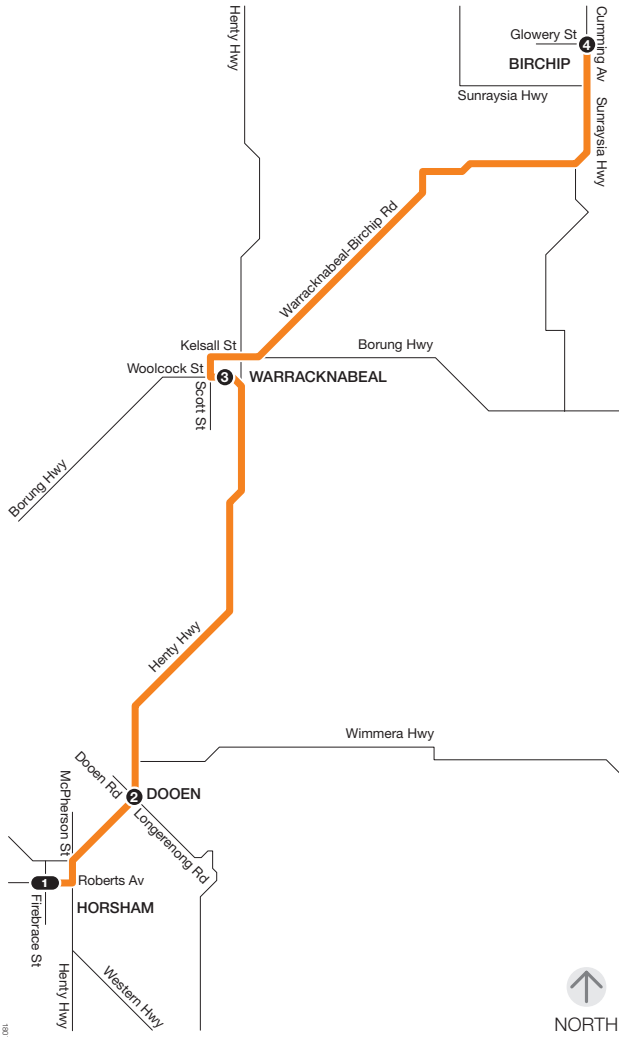 Henty Hwy
Glowery St
4
Cumming Av
BIRCHIP
Sunraysia Hwy
Sunraysia Hwy
Warracknabeal-Birchip Rd
Kelsall St
Borung Hwy
Woolcock St
3
WARRACKNABEAL
Scott St
Borung Hwy
Henty Hwy
Wimmera Hwy
Dooen Rd
2
DOOEN
McPherson St
Longerenong Rd
1
Roberts Av
HORSHAM
Firebrace St
Henty Hwy
Western Hwy
NORTH
180